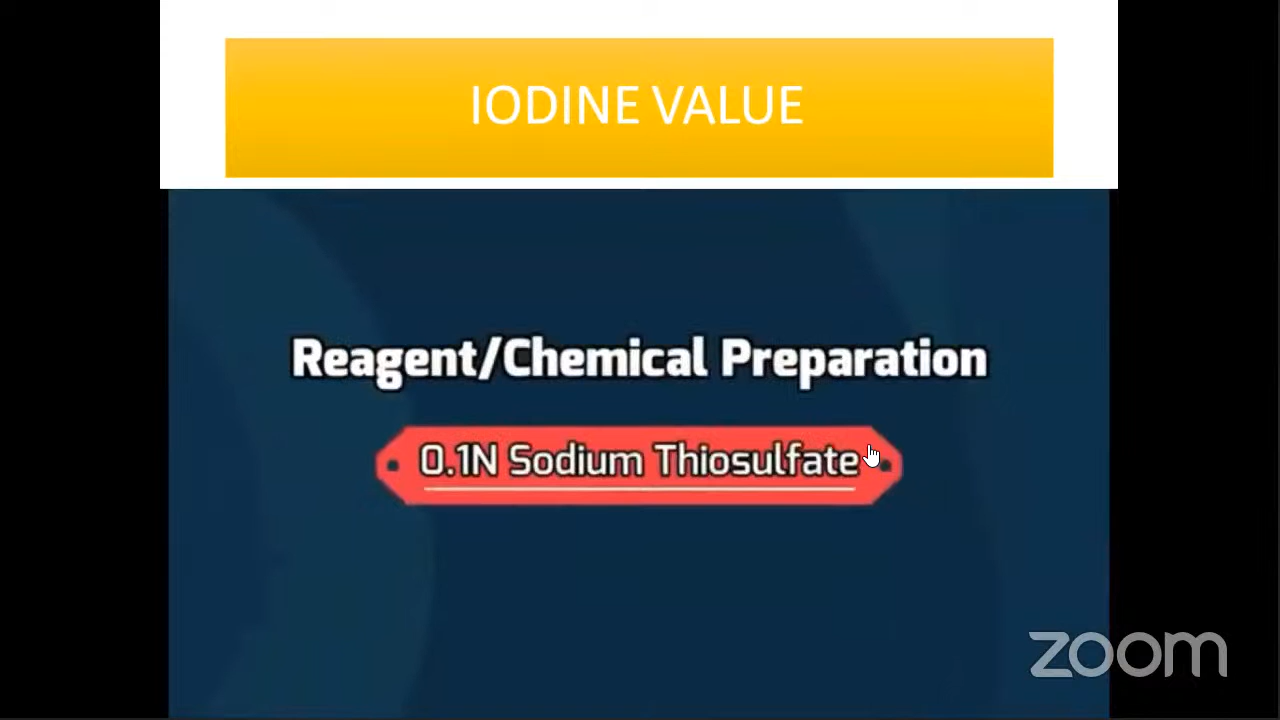 IODINE VALUE
Reagent/Chemical Preparation
0.1N Sodium Thiosulfate
zoom